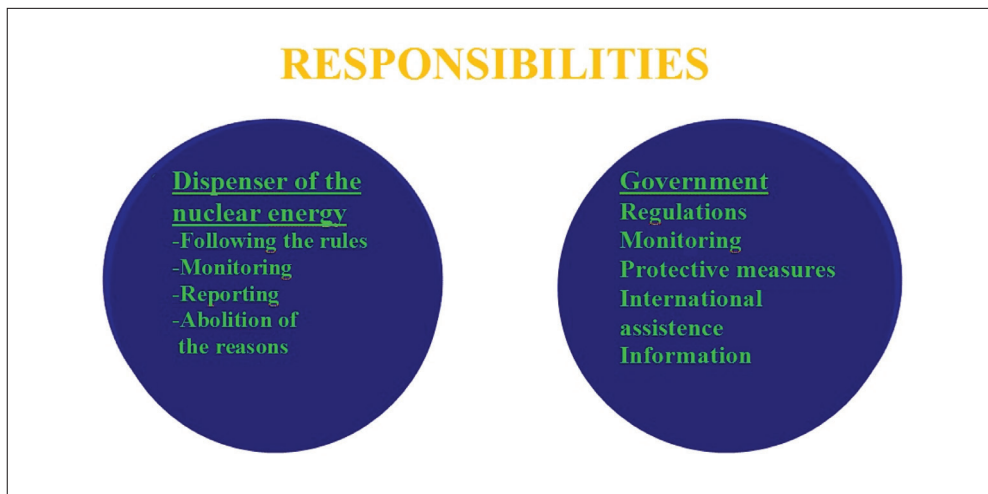 RESPONSIBILITIES
Dispenser of the
nuclear energy
-Following the rules
-Monitoring
-Reporting
-Abolition of
the reasons
Government
Regulations
Monitoring
Protective measures
International
assistence
Information